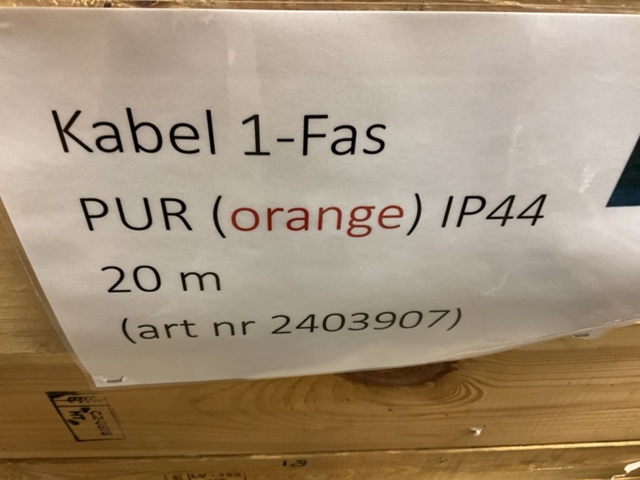 Kabel 1-Fas
PUR (orange) IP44
20 m
(art nr 2403907)